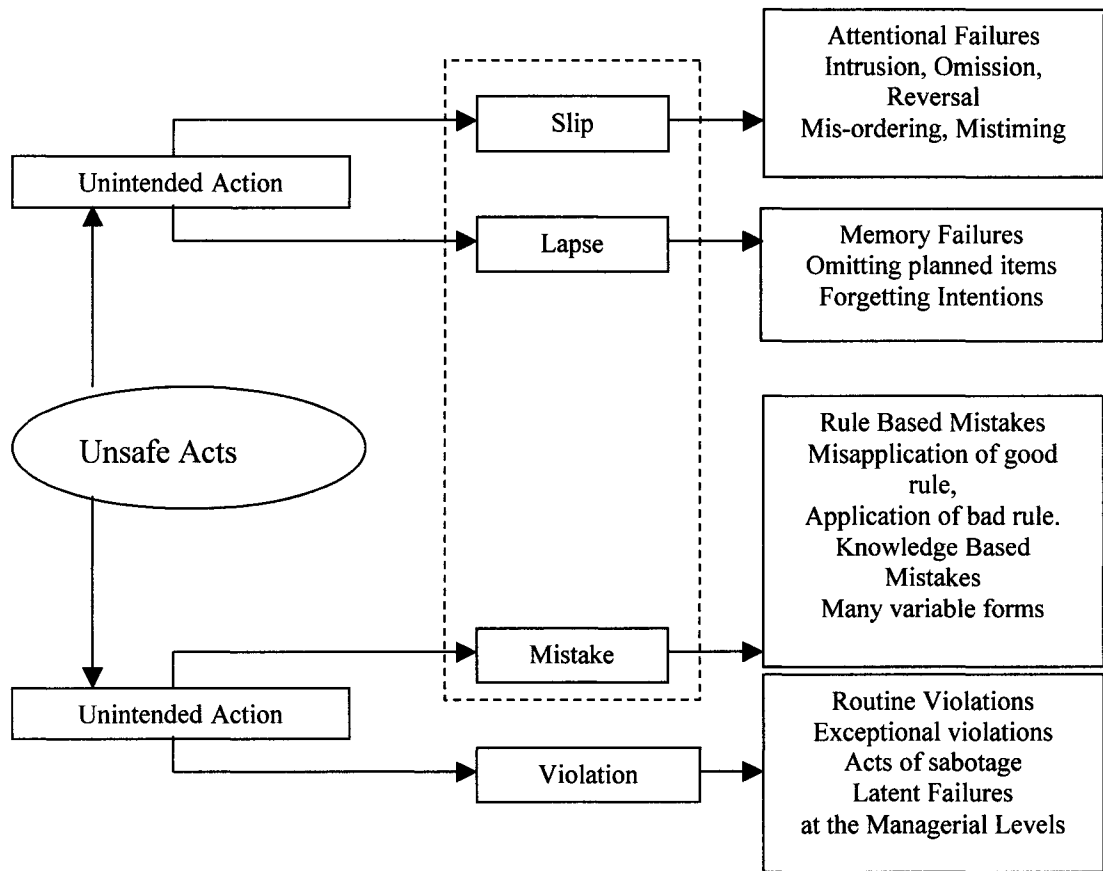 Attentional Failures
Intrusion, Omission,
Reversal
Mis-ordering, Mistiming
Slip
Unintended Action
Lapse
Memory Failures
Omitting planned items
Forgetting Intentions
Unsafe Acts
Rule Based Mistakes
Misapplication of good
rule,
Application of bad rule.
Knowledge Based
Mistakes
Many variable forms
Mistake
Unintended Action
Violation
Routine Violations
Exceptional violations
Acts of sabotage
Latent Failures
at the Managerial Levels